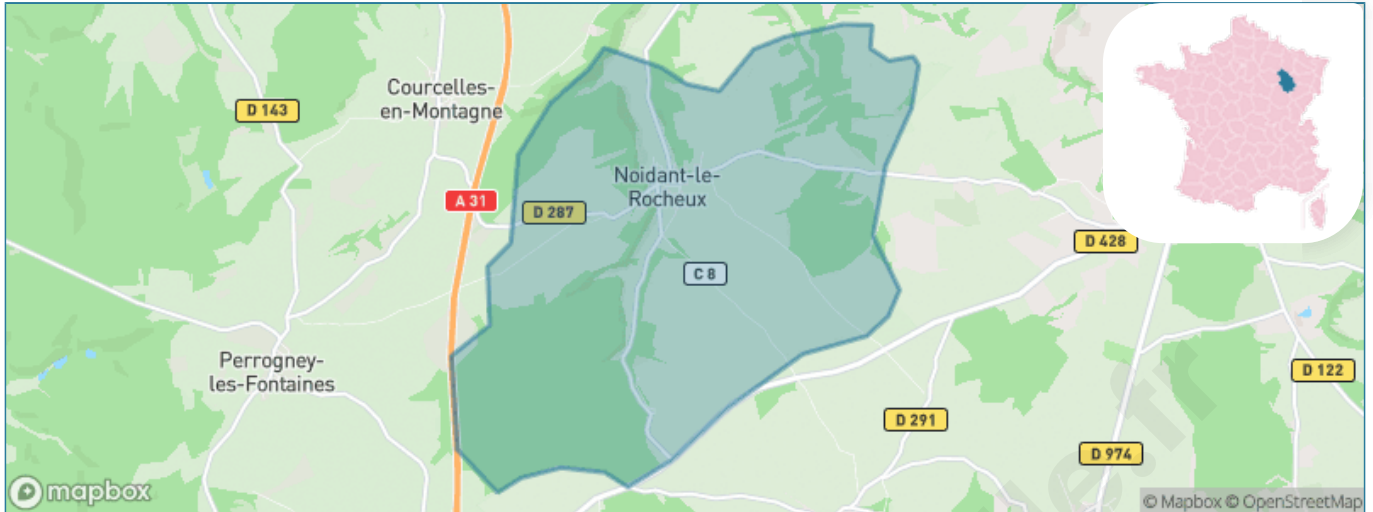 Courcelles-
en-Montagne
D 143
A 31
Noidant-le-
Rocheux
D 287
D 428
C 8
Perrogney-
les-Fontaines
D 122
D 291
D 974
mapbox
© Mapbox © OpenStreetMap